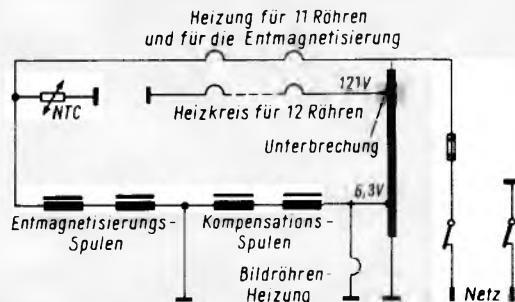 Heizung für 11 Röhren
und für die Entmagnetisierung
121V
NTC
Heizkreis für 12 Röhren
Unterbrechung
6,3V
Entmagnetisierungs-
Spulen
Kompensations-
Spulen
Bildröhren-
Heizung
Netz